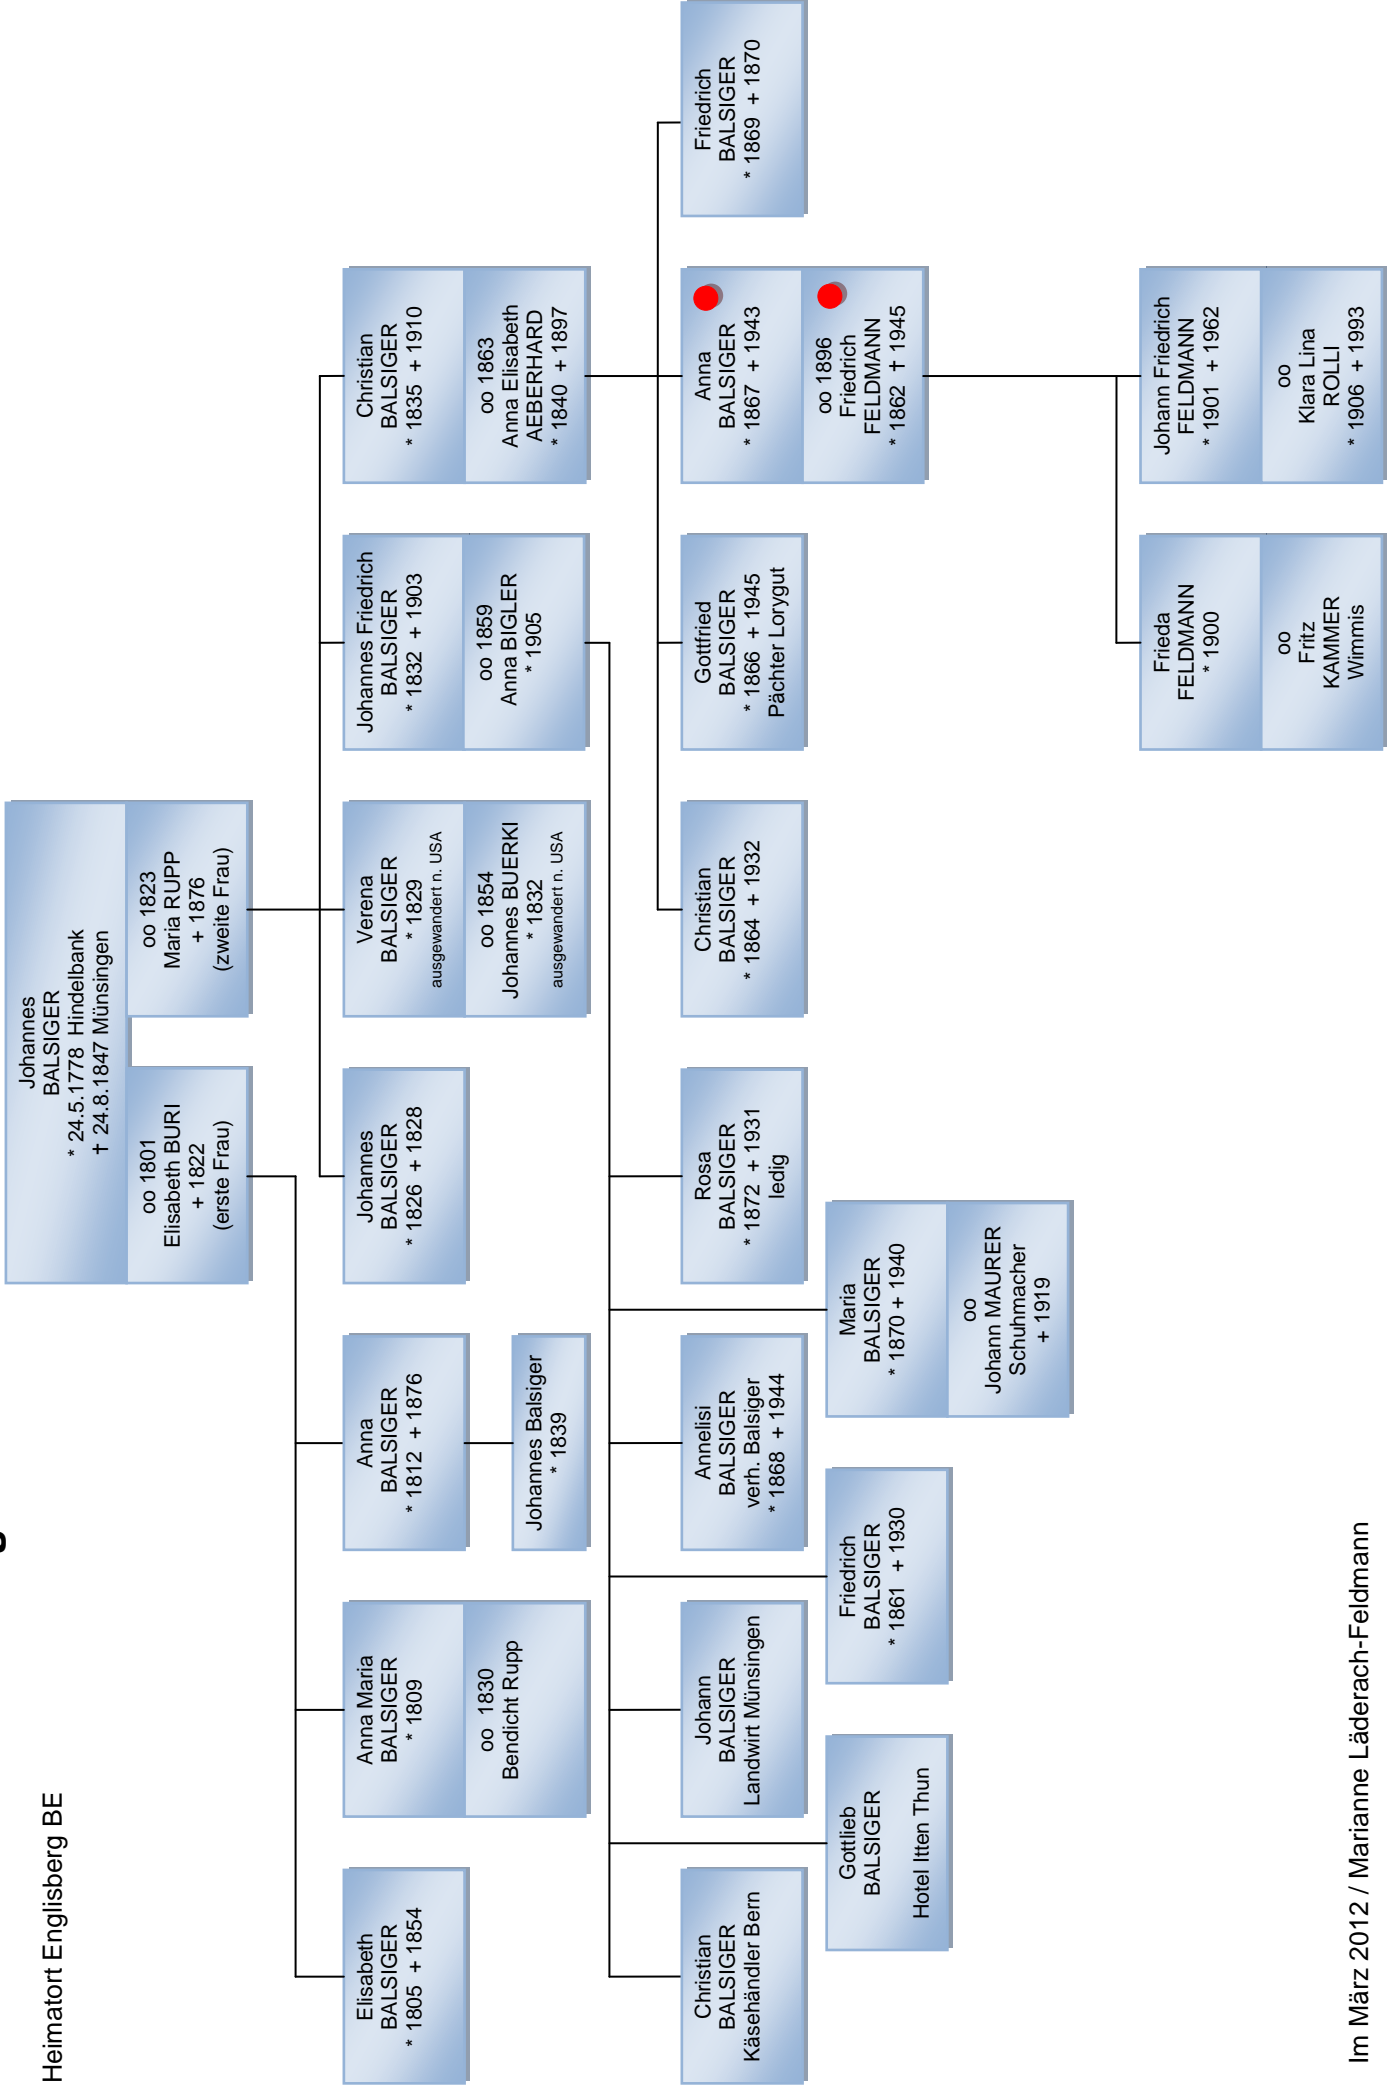 Heimatort Englisberg BE
Johannes
BALSIGER
* 24.5.1778 Hindelbank
† 24.8.1847 Münsingen
oo 1801
Elisabeth BURI
+ 1822
(erste Frau)
oo 1823
Maria RUPP
+ 1876
(zweite Frau)
Elisabeth
BALSIGER
* 1805 + 1854
Anna Maria
BALSIGER
* 1809
oo 1830
Bendicht Rupp
Anna
BALSIGER
* 1812 + 1876
Johannes Balsiger
* 1839
Johannes
BALSIGER
* 1826 + 1828
Verena
BALSIGER
* 1829
ausgewandert n. USA
oo 1854
Johannes BUERKI
* 1832
ausgewandert n. USA
Johannes Friedrich
BALSIGER
* 1832 + 1903
oo 1859
Anna BIGLER
* 1905
Christian
BALSIGER
* 1835 + 1910
oo 1863
Anna Elisabeth
AEBERHARD
* 1840 + 1897
Christian
BALSIGER
Käsehändler Bern
Gottlieb
BALSIGER
Hotel Itten Thun
Johann
BALSIGER
Landwirt Münsingen
Friedrich
BALSIGER
* 1861 + 1930
Annelisi
BALSIGER
verh. Balsiger
* 1868 + 1944
Maria
BALSIGER
* 1870 + 1940
oo
Johann MAURER
Schuhmacher
+ 1919
Rosa
BALSIGER
* 1872 + 1931
ledig
Christian
BALSIGER
* 1864 + 1932
Gottfried
BALSIGER
* 1866 + 1945
Pächter Lorygut
Anna
BALSIGER
* 1867 + 1943
oo 1896
Friedrich
FELDMANN
* 1862 † 1945
Friedrich
BALSIGER
* 1869 + 1870
Frieda
FELDMANN
* 1900
oo
Fritz
KAMMER
Wimmis
Johann Friedrich
FELDMANN
* 1901 + 1962
oo
Klara Lina
ROLLI
* 1906 + 1993
Im März 2012 / Marianne Läderach-Feldmann